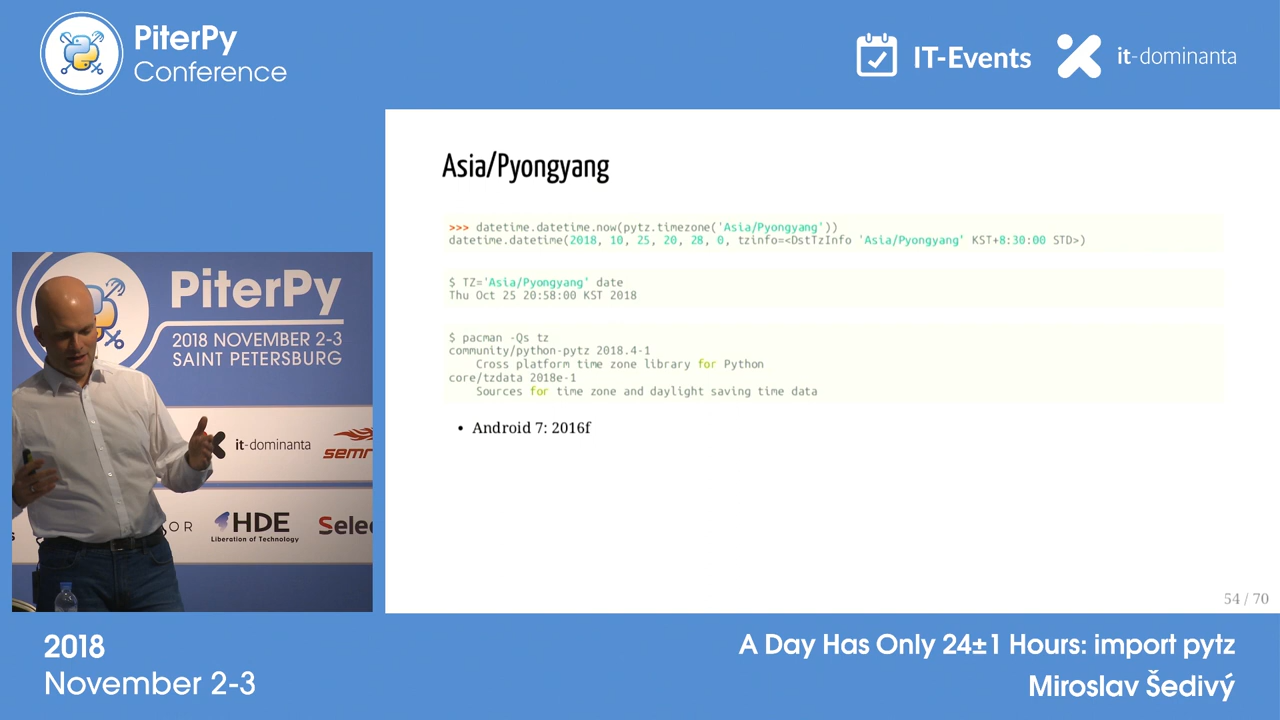 PiterPy
Conference
IT-Events
it-dominanta
Asia/Pyongyang
>>> datetime.datetime.now(pytz.timezone('Asia/Pyongyang'))
datetime.datetime(2018, 10, 25, 20, 28, 0, tzinfo=<DstTzInfo 'Asia/Pyongyang' KST+8:30:00 STD>)
$ TZ='Asia/Pyongyang' date
Thu Oct 25 20:58:00 KST 2018
$ pacman -Qs tz
community/python-pytz 2018.4-1
Cross platform time zone library for Python
core/tzdata 2018e-1
Sources for time zone and daylight saving time data
• Android 7: 2016f
54 / 70
PiterPy
2018 NOVEMBER 2-3
SAINT PETERSBURG
it-dominanta
semr
OR
HDE
Liberation of Technology
Selec
2018
November 2-3
A Day Has Only 24±1 Hours: import pytz
Miroslav Šedivý